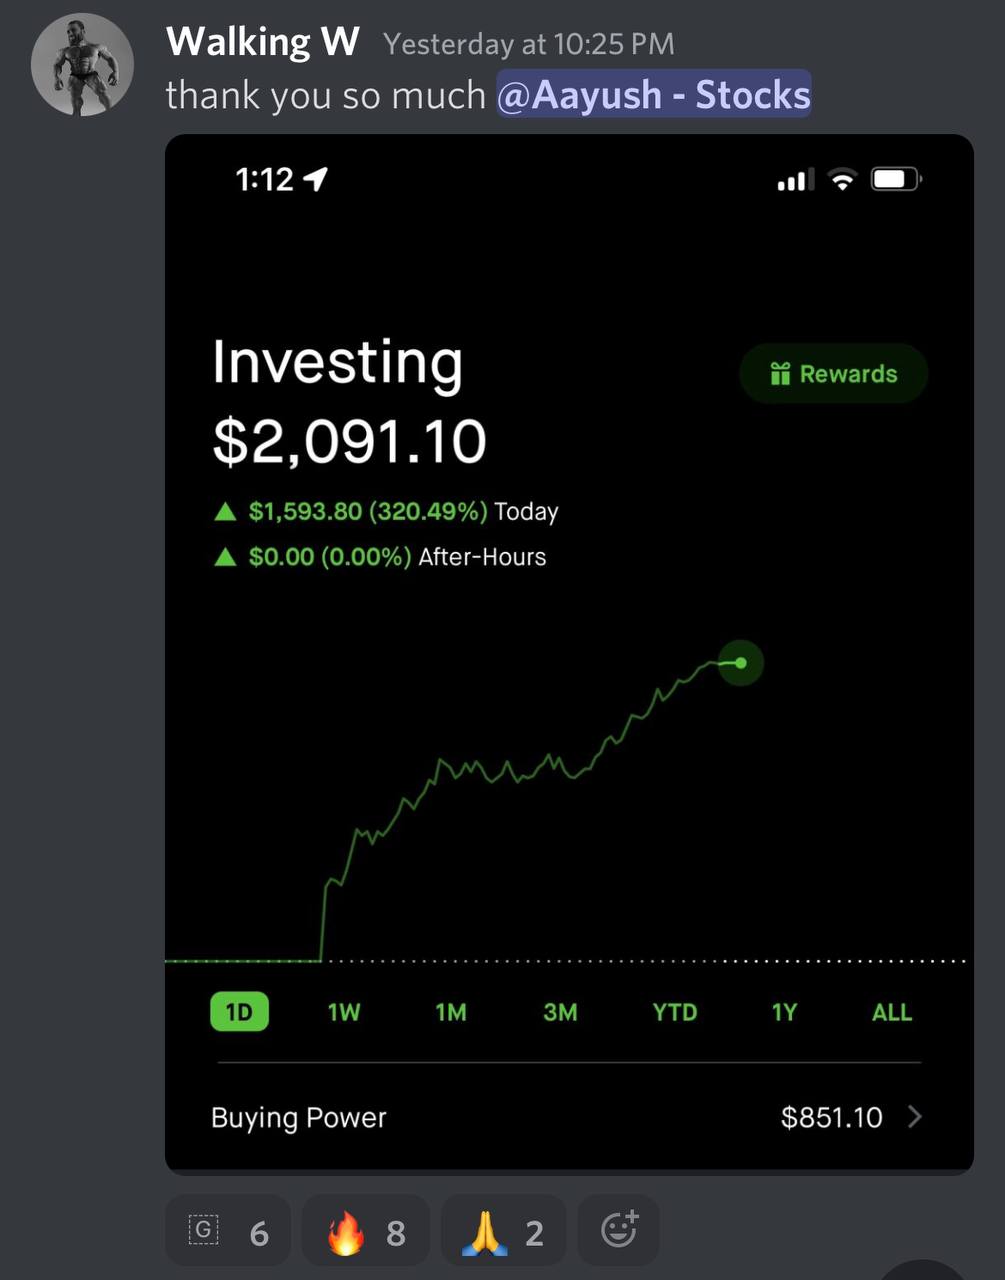 Walking W Yesterday at 10:25 PM
thank you so much @Aayush - Stocks
1:12
Investing
Rewards
$2,091.10
▲ $1,593.80 (320.49%) Today
▲ $0.00 (0.00%) After-Hours
1D 1W 1M 3M YTD 1Y ALL
Buying Power $851.10
G 6 🔥 8 🙏 2